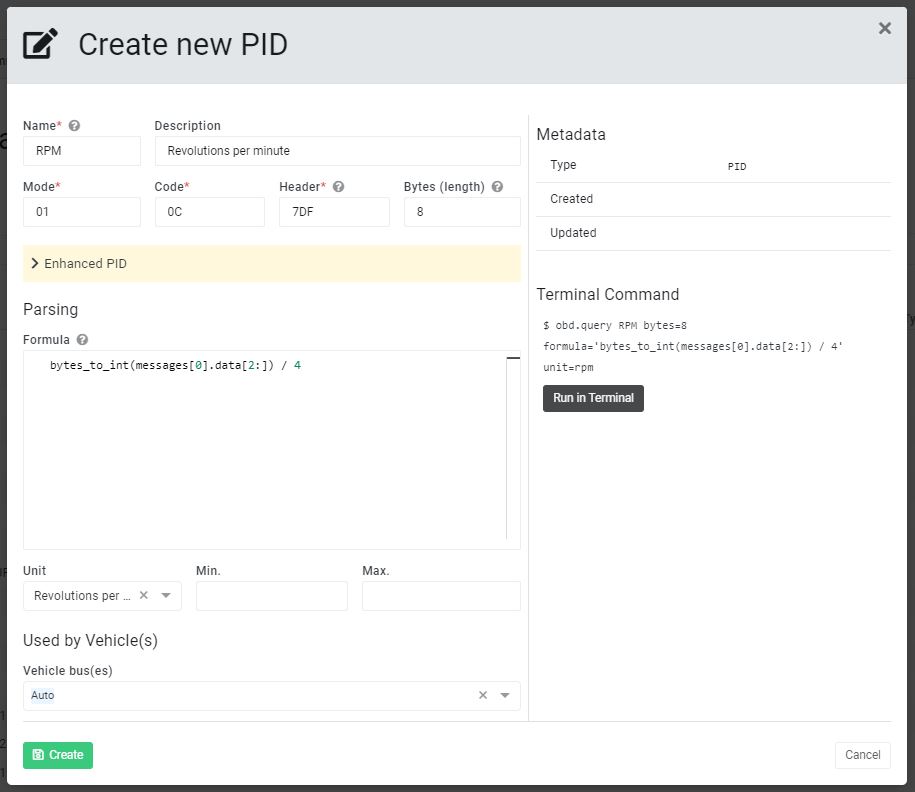 Create new PID
Name* Description
RPM Revolutions per minute
Mode* Code* Header* Bytes (length)
01 0C 7DF 8
Enhanced PID
Parsing
Formula
bytes_to_int(messages[0].data[2:]) / 4
Unit Min. Max.
Revolutions per ...
Used by Vehicle(s)
Vehicle bus(es)
Auto
Metadata
Type PID
Created
Updated
Terminal Command
$ obd.query RPM bytes=8
formula='bytes_to_int(messages[0].data[2:]) / 4'
unit=rpm
Run in Terminal
Create Cancel